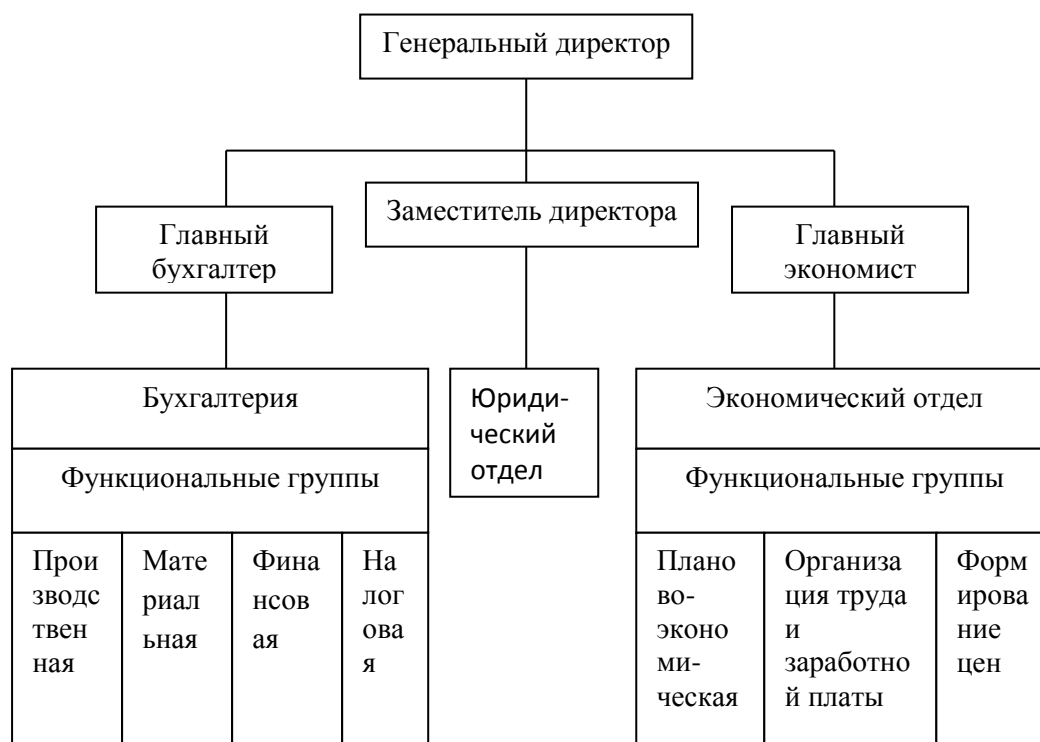 Генеральный директор
Заместитель директора
Главный
бухгалтер
Главный
экономист
Бухгалтерия
Функциональные группы
Прои
зводс
твен
ная
Мате
риал
ьная
Фина
нсов
ая
На
лог
ова
я
Юриди-
ческий
отдел
Экономический отдел
Функциональные группы
Плано
во-
эконо
ми-
ческая
Организа
ция труда
и
заработно
й платы
Форм
ирова
ние
цен